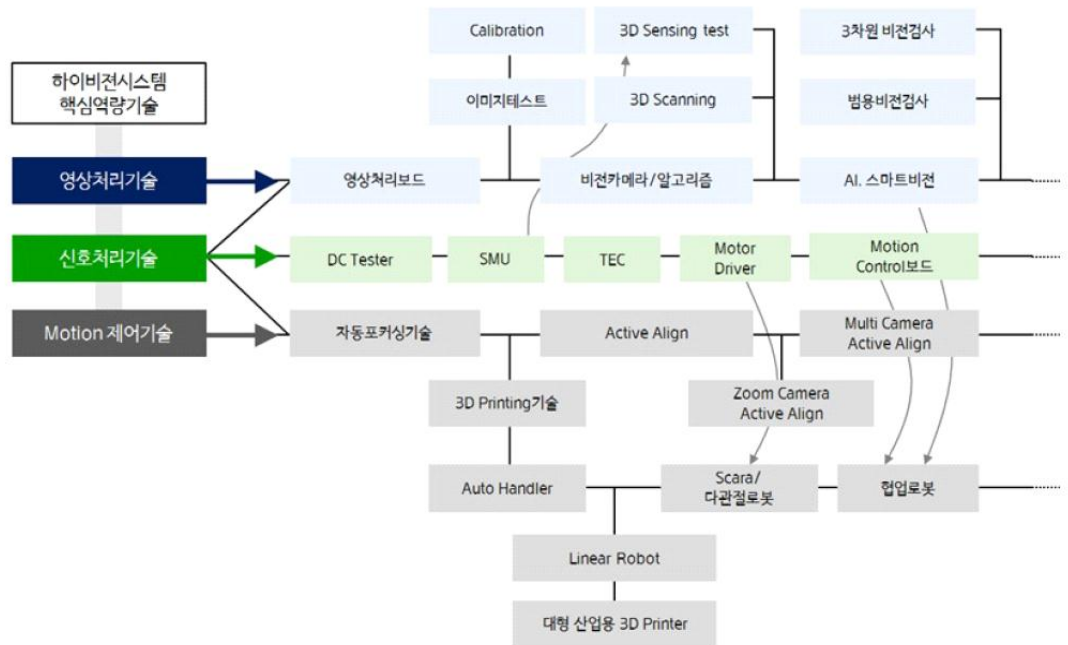 Calibration
3D Sensing test
3차원 비전검사
하이비젼시스템
핵심역량기술
이미지테스트
3D Scanning
범용비전검사
영상처리기술
영상처리보드
비전카메라/알고리즘
AI. 스마트비전
신호처리기술
DC Tester
SMU
TEC
Motor
Driver
Motion
Control보드
Motion 제어기술
자동포커싱기술
Active Align
Multi Camera
Active Align
3D Printing기술
Zoom Camera
Active Align
Auto Handler
Scara/
다관절로봇
협업로봇
Linear Robot
대형 산업용 3D Printer